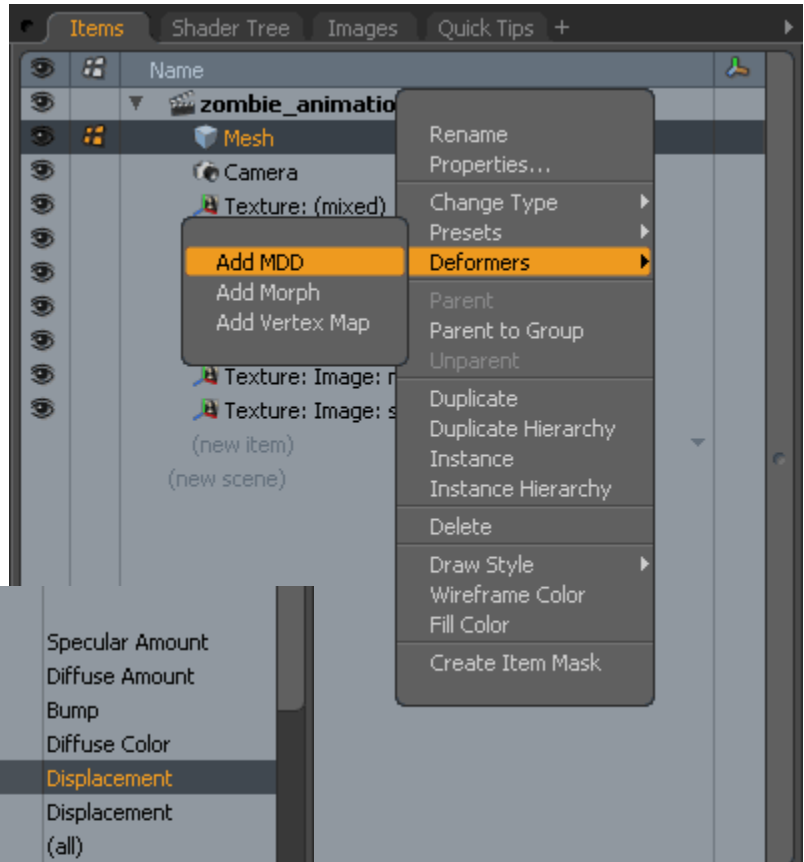 Items Shader Tree Images Quick Tips +
Name
zombie_animatio
Mesh
Camera
Texture: (mixed)
Texture: Image: r
Texture: Image: s
(new item)
(new scene)
Rename
Properties...
Change Type
Presets
Deformers
Parent
Parent to Group
Unparent
Duplicate
Duplicate Hierarchy
Instance
Instance Hierarchy
Delete
Draw Style
Wireframe Color
Fill Color
Create Item Mask
Add MDD
Add Morph
Add Vertex Map
Specular Amount
Diffuse Amount
Bump
Diffuse Color
Displacement
Displacement
(all)